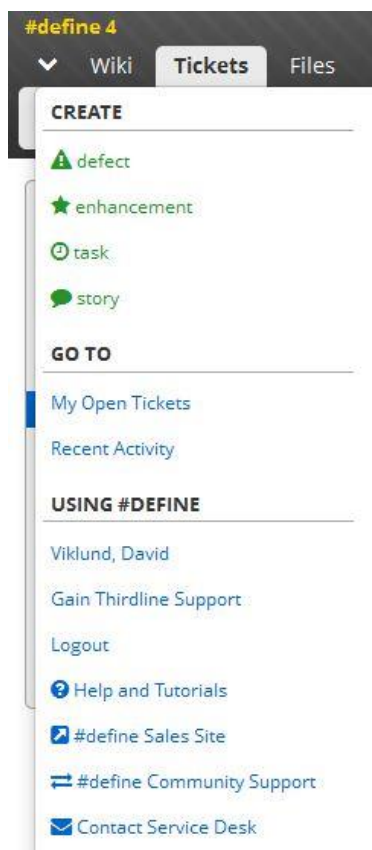 #define 4
Wiki Tickets Files
CREATE
defect
enhancement
task
story
GO TO
My Open Tickets
Recent Activity
USING #DEFINE
Viklund, David
Gain Thirdline Support
Logout
Help and Tutorials
#define Sales Site
#define Community Support
Contact Service Desk